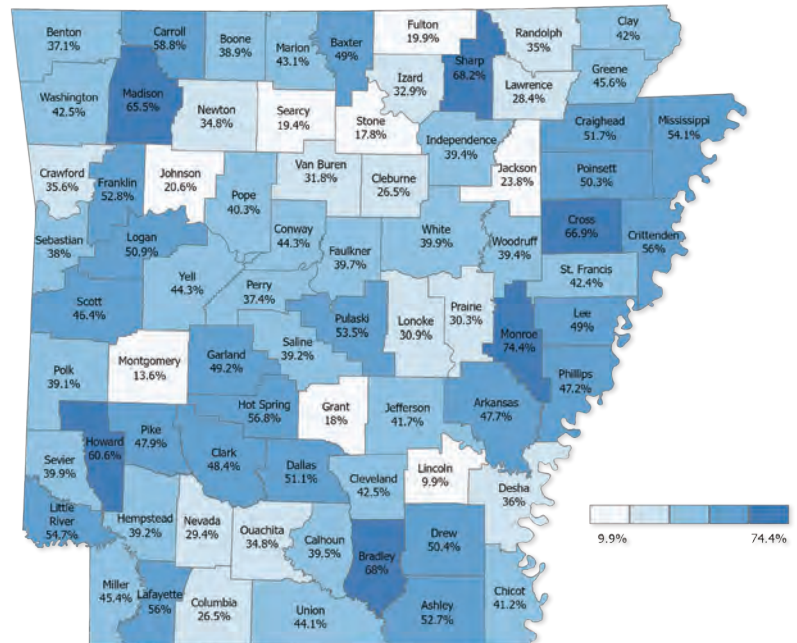 Benton
37.1%
Carroll
58.8%
Boone
38.9%
Marion
43.1%
Baxter
49%
Fulton
19.9%
Sharp
68.2%
Randolph
35%
Clay
42%
Washington
42.5%
Madison
65.5%
Newton
34.8%
Searcy
19.4%
Stone
17.8%
Izard
32.9%
Lawrence
28.4%
Greene
45.6%
Independence
39.4%
Craighead
51.7%
Mississippi
54.1%
Crawford
35.6%
Franklin
52.8%
Johnson
20.6%
Pope
40.3%
Van Buren
31.8%
Cleburne
26.5%
Jackson
23.8%
Poinsett
50.3%
Sebastian
38%
Logan
50.9%
Conway
44.3%
Faulkner
39.7%
White
39.9%
Woodruff
39.4%
Cross
66.9%
Crittenden
56%
Scott
46.4%
Yell
44.3%
Perry
37.4%
St. Francis
42.4%
Pulaski
53.5%
Lonoke
30.9%
Prairie
30.3%
Monroe
74.4%
Lee
49%
Polk
39.1%
Montgomery
13.6%
Garland
49.2%
Saline
39.2%
Phillips
47.2%
Hot Spring
56.8%
Grant
18%
Jefferson
41.7%
Arkansas
47.7%
Howard
60.6%
Pike
47.9%
Clark
48.4%
Dallas
51.1%
Cleveland
42.5%
Lincoln
9.9%
Desha
36%
Sevier
39.9%
Little
River
54.7%
Hempstead
39.2%
Nevada
29.4%
Ouachita
34.8%
Calhoun
39.5%
Bradley
68%
Drew
50.4%
9.9%
74.4%
Miller
45.4%
Lafayette
56%
Columbia
26.5%
Union
44.1%
Ashley
52.7%
Chicot
41.2%